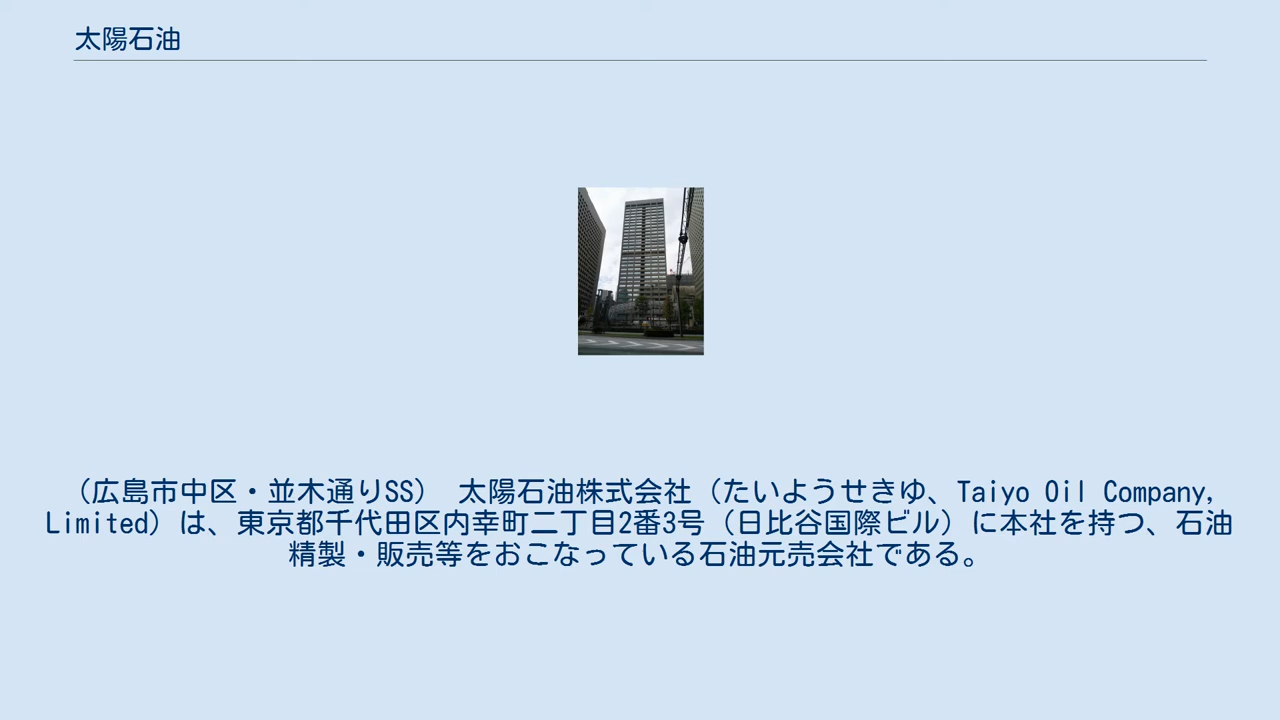 太陽石油
（広島市中区・並木通りSS） 太陽石油株式会社（たいようせきゆ、Taiyo Oil Company,
Limited）は、東京都千代田区内幸町二丁目2番3号（日比谷国際ビル）に本社を持つ、石油
精製・販売等をおこなっている石油元売会社である。